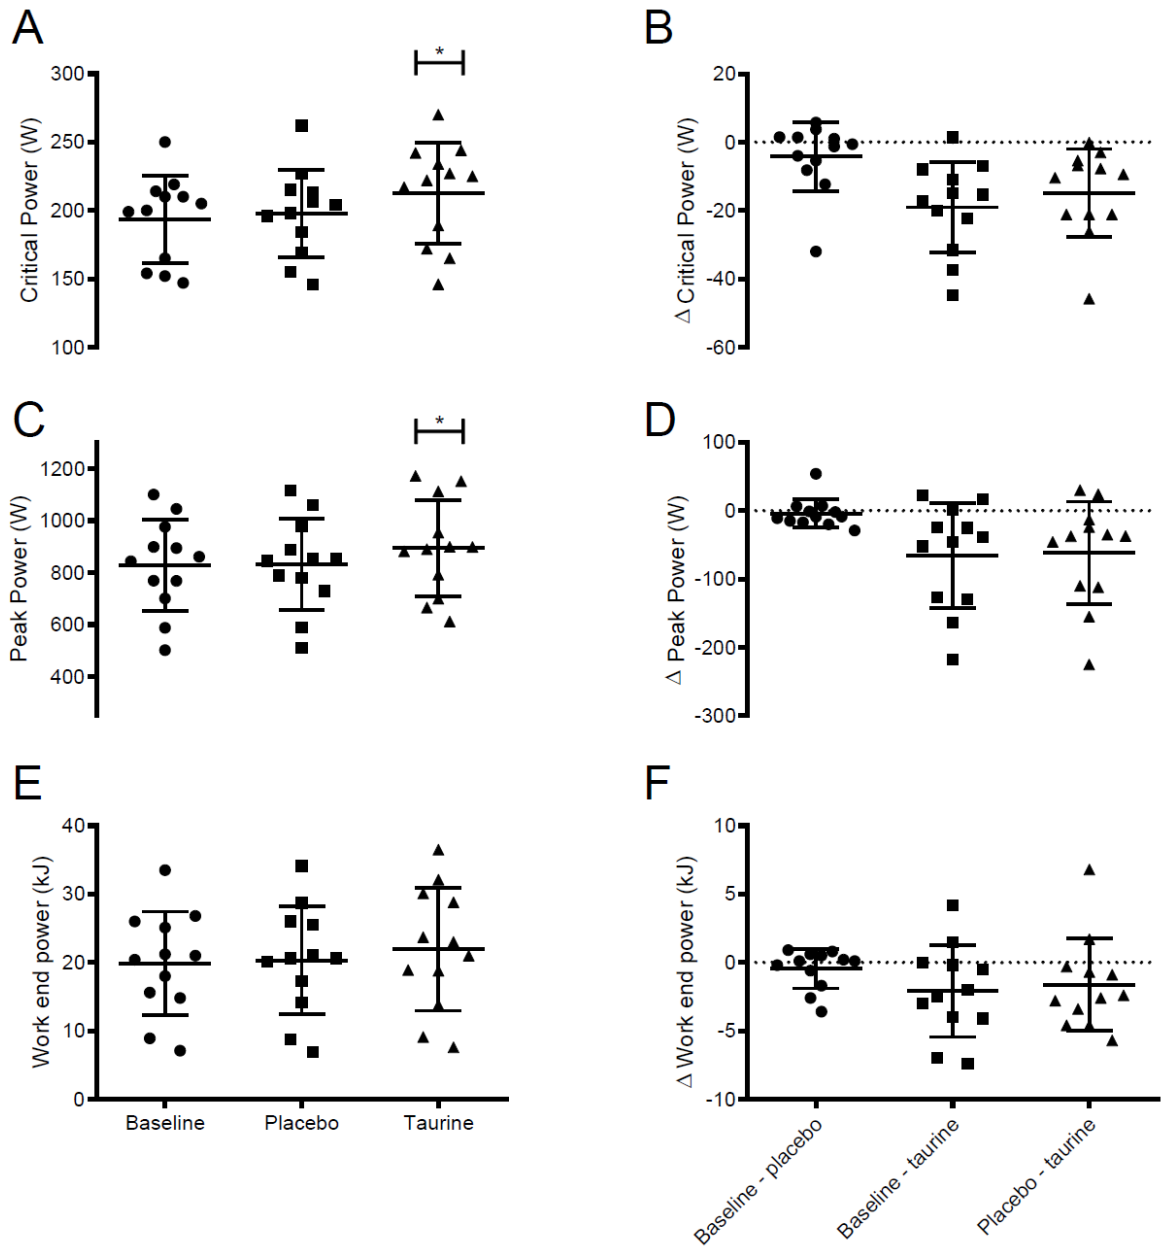 A
B
*
Critical Power (W)
300
250
200
150
100
Δ Critical Power (W)
20
0
-20
-40
-60
C
D
*
Peak Power (W)
1200
1000
800
600
400
Δ Peak Power (W)
100
0
-100
-200
-300
E
F
Work end power (kJ)
40
30
20
10
0
Baseline
Placebo
Taurine
Δ Work end power (kJ)
10
5
0
-5
-10
Baseline - placebo
Baseline - taurine
Placebo - taurine